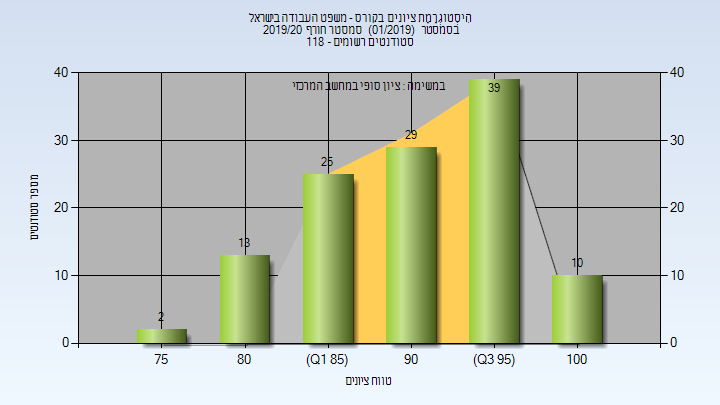 היסטוגרמת ציונים בקורס - משפט העבודה בישראל
בסמסטר (01/2019) סמסטר חורף 2019/20
סטודנטים רשומים - 118
במשימה : ציון סופי במחשב המרכזי
40
30
20
10
0
40
30
20
10
0
מספר סטודנטים
2
13
25
29
39
10
75
80
(Q1 85)
90
(Q3 95)
100
טווח ציונים